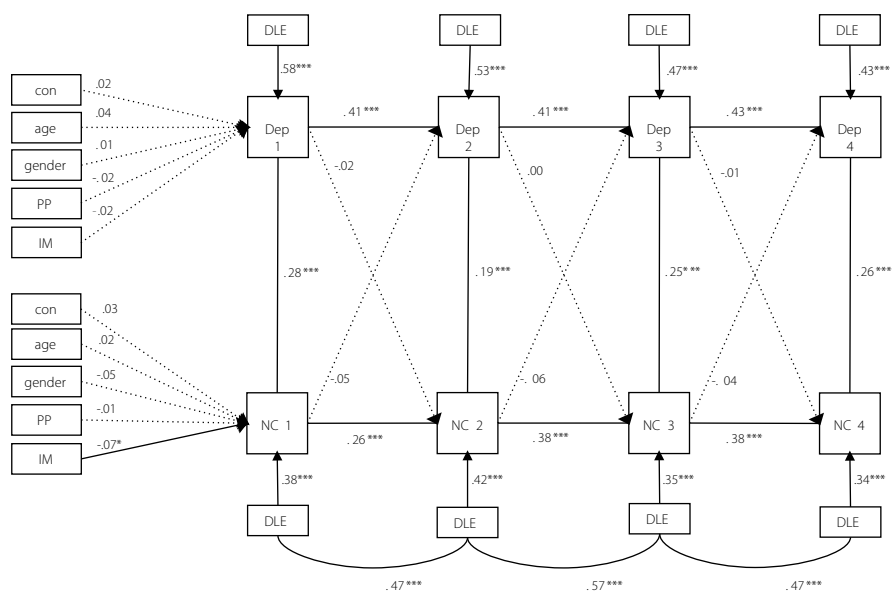 DLE DLE DLE DLE
.58*** .53*** .47*** .43***
con .02
age .04
gender .01
PP -.02
IM -.02
Dep 1
.41***
Dep 2
.41***
Dep 3
.43***
Dep 4
-.02 .00 -.01
.28*** .19*** .25*** .26***
con .03
age .02
gender -.05
PP -.01
IM -.07*
-.05 -.06 -.04
NC 1
.26***
NC 2
.38***
NC 3
.38***
NC 4
.38*** .42*** .35*** .34***
DLE DLE DLE DLE
.47*** .57*** .47***